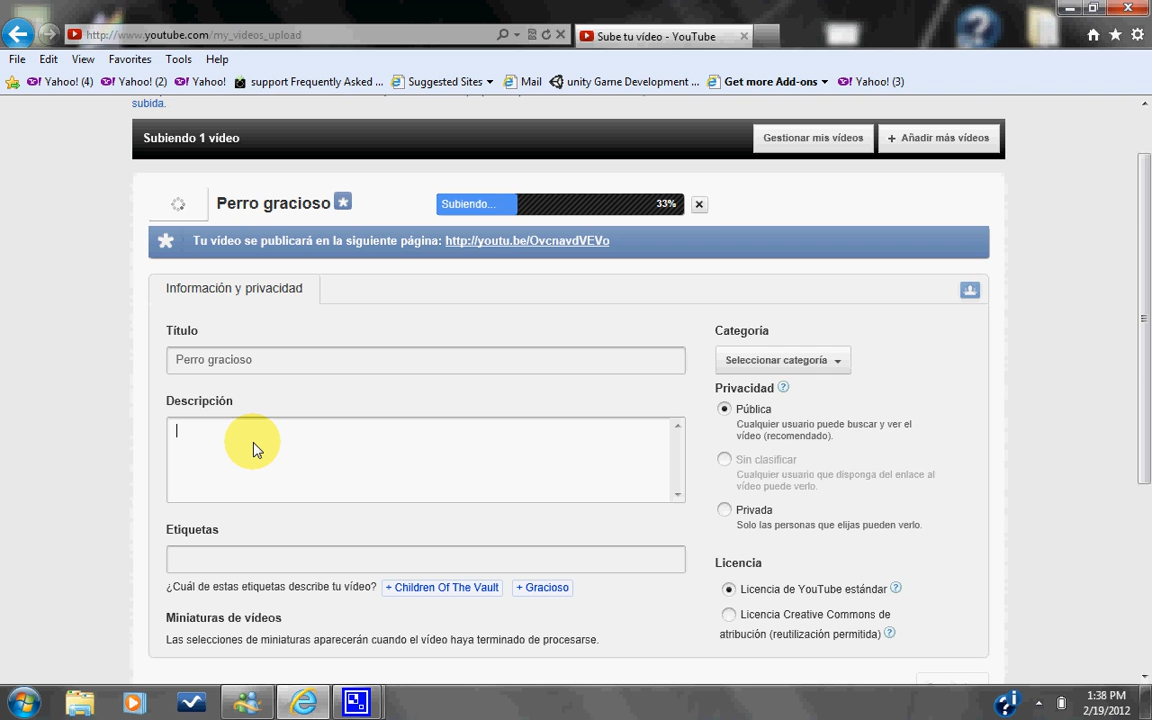 http://www.youtube.com/my_videos_upload
Sube tu vídeo - YouTube
File Edit View Favorites Tools Help
Yahoo! (4) Yahoo! (2) Yahoo! support Frequently Asked ... Suggested Sites Mail unity Game Development ... Get more Add-ons Yahoo! (3)
subida.
Subiendo 1 vídeo
Gestionar mis vídeos
+ Añadir más vídeos
Perro gracioso
Subiendo... 33%
Tu vídeo se publicará en la siguiente página: http://youtu.be/OvcnavdVEVo
Información y privacidad
Título
Perro gracioso
Descripción
Etiquetas
¿Cuál de estas etiquetas describe tu vídeo? + Children Of The Vault + Gracioso
Miniaturas de vídeos
Las selecciones de miniaturas aparecerán cuando el vídeo haya terminado de procesarse.
Categoría
Seleccionar categoría
Privacidad ?
Pública
Cualquier usuario puede buscar y ver el
vídeo (recomendado).
Sin clasificar
Cualquier usuario que disponga del enlace al
vídeo puede verlo.
Privada
Solo las personas que elijas pueden verlo.
Licencia
Licencia de YouTube estándar ?
Licencia Creative Commons de
atribución (reutilización permitida) ?
1:38 PM
2/19/2012